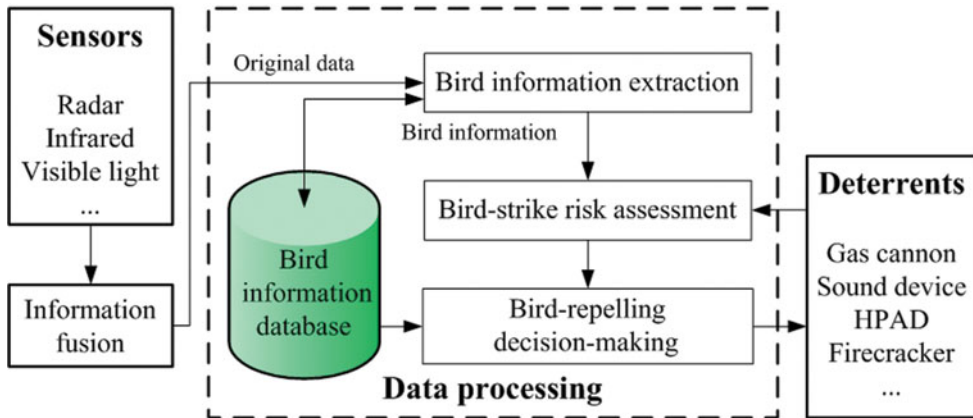 Sensors
Radar
Infrared
Visible light
...
Information
fusion
Original data
Bird information extraction
Bird information
Bird-strike risk assessment
Bird
information
database
Bird-repelling
decision-making
Data processing
Deterrents
Gas cannon
Sound device
HPAD
Firecracker
...